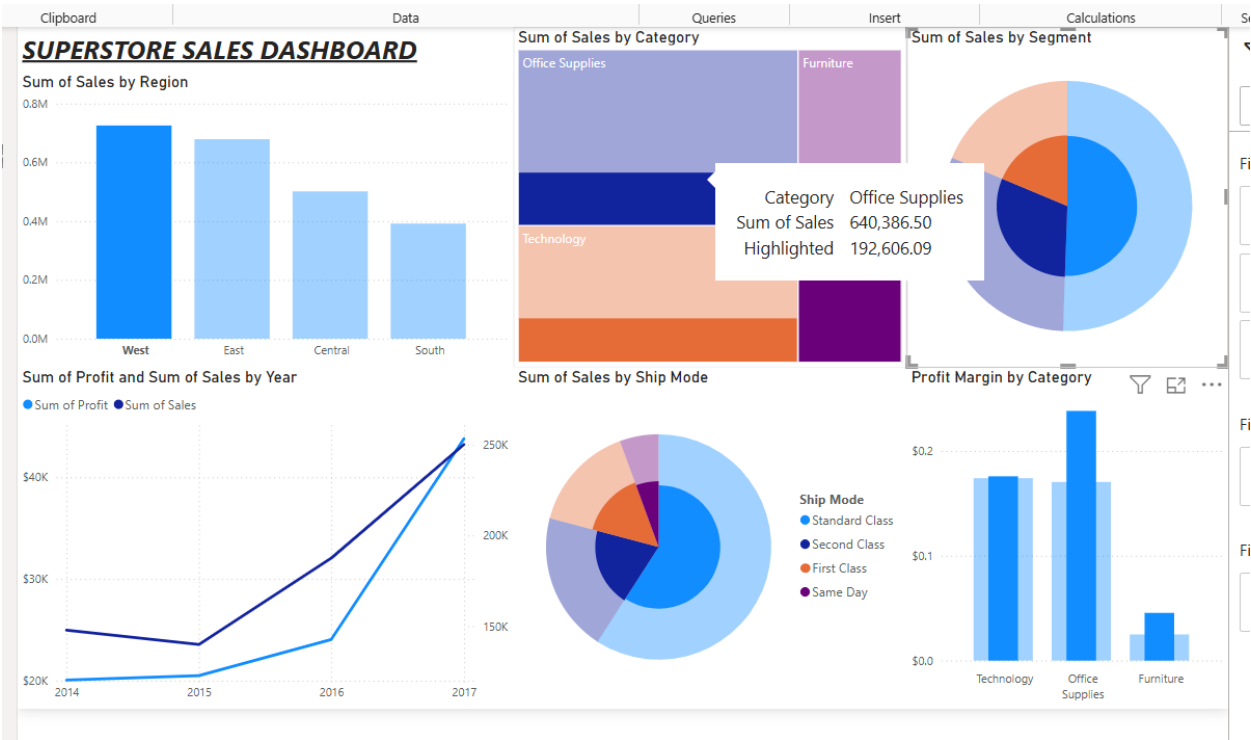 Clipboard
Data
Queries
Insert
Calculations
SUPERSTORE SALES DASHBOARD
Sum of Sales by Region
0.8M
0.6M
0.4M
0.2M
0.0M
West
East
Central
South
Sum of Sales by Category
Office Supplies
Furniture
Technology
Category Office Supplies
Sum of Sales 640,386.50
Highlighted 192,606.09
Sum of Sales by Segment
Sum of Profit and Sum of Sales by Year
Sum of Profit
Sum of Sales
$40K
$30K
$20K
250K
200K
150K
2014
2015
2016
2017
Sum of Sales by Ship Mode
Ship Mode
Standard Class
Second Class
First Class
Same Day
Profit Margin by Category
$0.2
$0.1
$0.0
Technology
Office
Supplies
Furniture